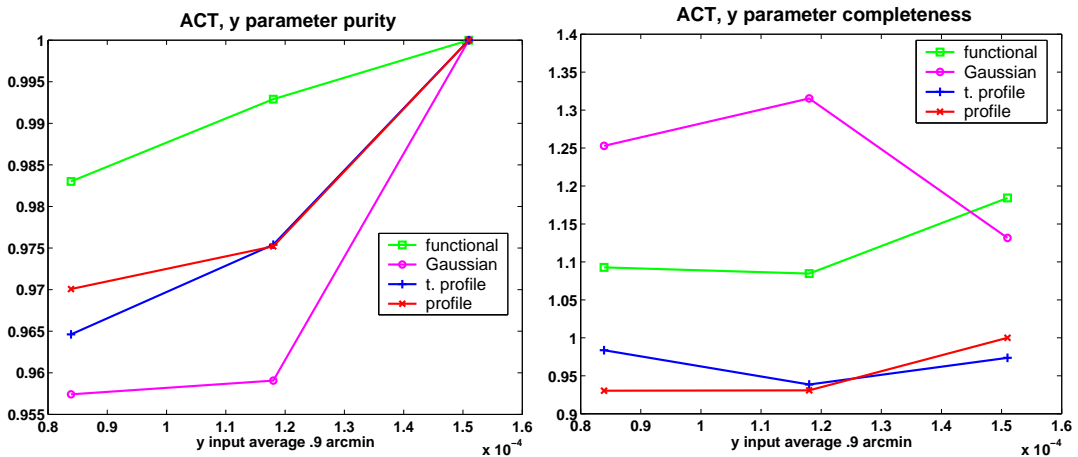 ACT, y parameter purity
1
0.995
0.99
0.985
0.98
0.975
0.97
0.965
0.96
0.955
0.8
0.9
1
1.1
1.2
1.3
1.4
1.5
1.6
y input average .9 arcmin
x 10⁻⁴
functional
Gaussian
t. profile
profile
ACT, y parameter completeness
1.4
1.35
1.3
1.25
1.2
1.15
1.1
1.05
1
0.95
0.9
0.8
0.9
1
1.1
1.2
1.3
1.4
1.5
1.6
y input average .9 arcmin
x 10⁻⁴
functional
Gaussian
t. profile
profile